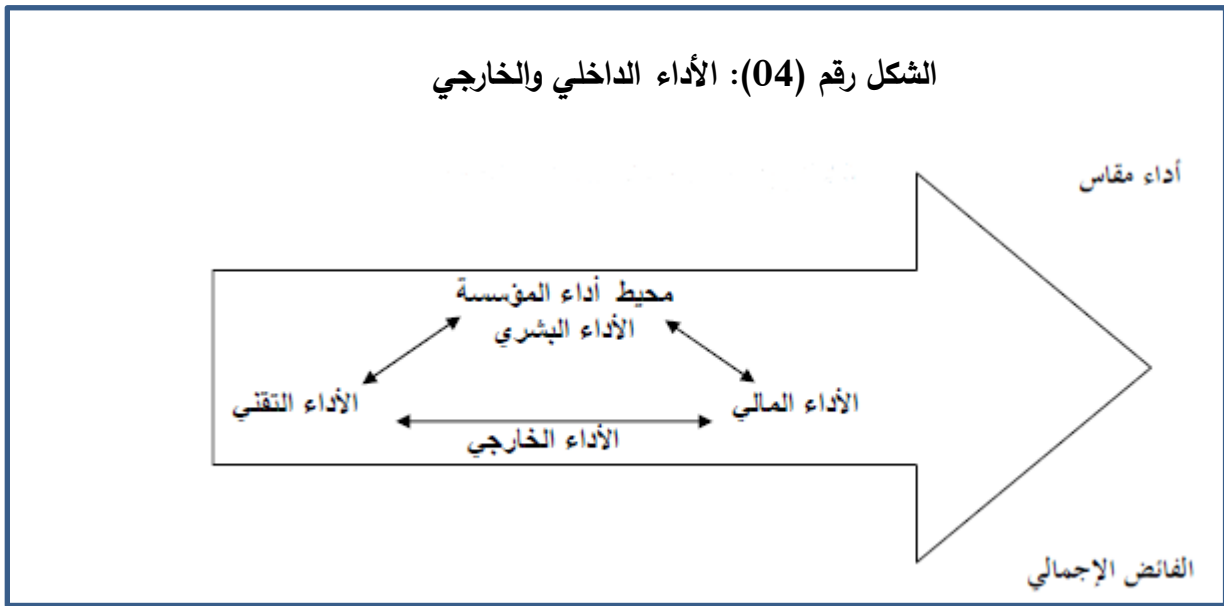 الشكل رقم (04): الأداء الداخلي والخارجي
أداء مقاس
محيط أداء المؤسسة
الأداء البشري
الأداء المالي
الأداء التقني
الأداء الخارجي
الفائض الإجمالي